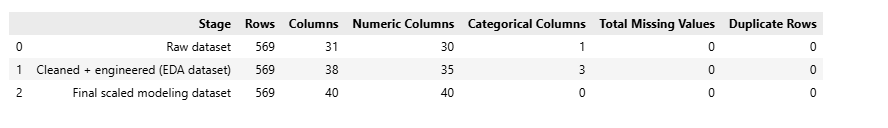 Stage Rows Columns Numeric Columns Categorical Columns Total Missing Values Duplicate Rows
0 Raw dataset 569 31 30 1 0 0
1 Cleaned + engineered (EDA dataset) 569 38 35 3 0 0
2 Final scaled modeling dataset 569 40 40 0 0 0